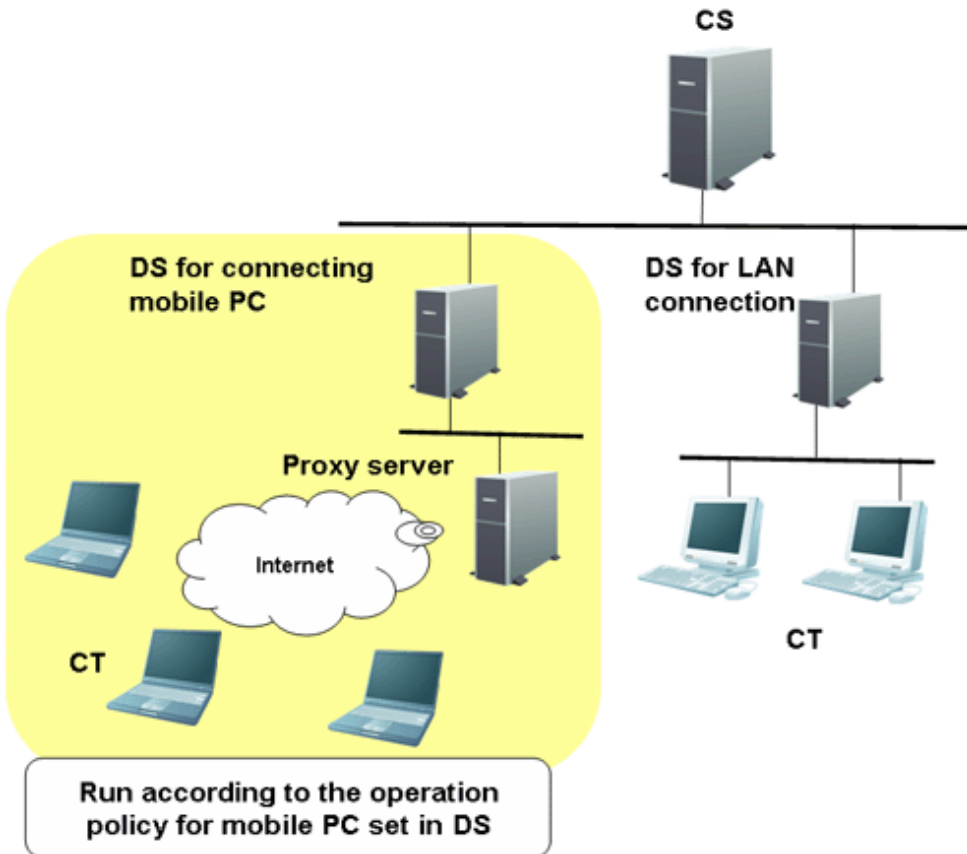 CS
DS for connecting
mobile PC
DS for LAN
connection
Proxy server
Internet
CT
CT
Run according to the operation
policy for mobile PC set in DS